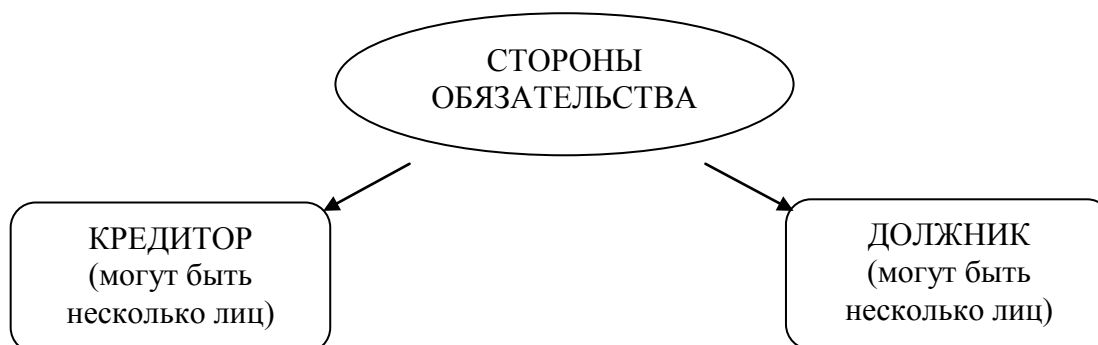 СТОРОНЫ
ОБЯЗАТЕЛЬСТВА
КРЕДИТОР
(могут быть
несколько лиц)
ДОЛЖНИК
(могут быть
несколько лиц)